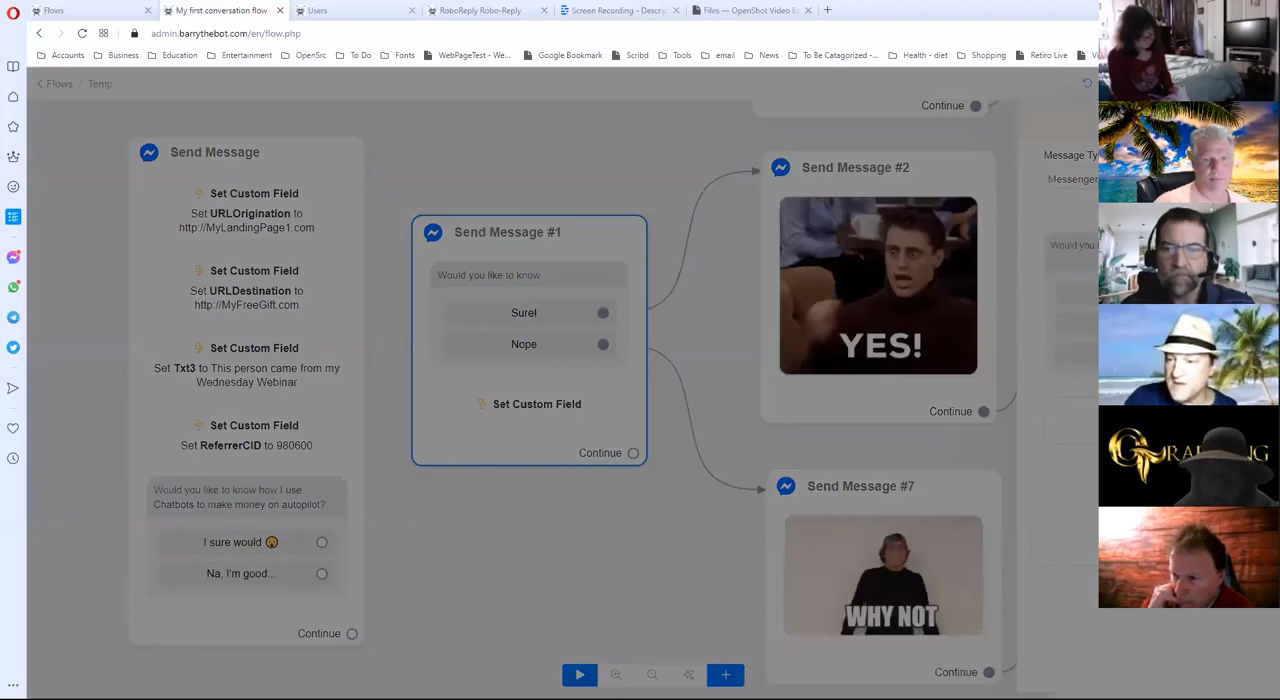 Flows
My first conversation flow
Users
RoboReply Robo-Reply
Screen Recording - Descri
Files — OpenShot Video E
admin.barrythebot.com/en/flow.php
Accounts
Business
Education
Entertainment
OpenSrc
To Do
Fonts
WebPageTest - We...
Google Bookmark
Scribd
Tools
email
News
To Be Catagorized -...
Health - diet
Shopping
Retiro Live
Flows / Temp
Continue
Send Message
Set Custom Field
Set URLOrigination to
http://MyLandingPage1.com
Set Custom Field
Set URLDestination to
http://MyFreeGift.com
Set Custom Field
Set Txt3 to This person came from my
Wednesday Webinar
Set Custom Field
Set ReferrerCID to 980600
Would you like to know how I use
Chatbots to make money on autopilot?
I sure would 😲
Na, I'm good...
Continue
Send Message #1
Would you like to know
Sure!
Nope
Set Custom Field
Continue
Send Message #2
YES!
Continue
Send Message #7
WHY NOT
Continue
Message Ty
Messenger
Would you l